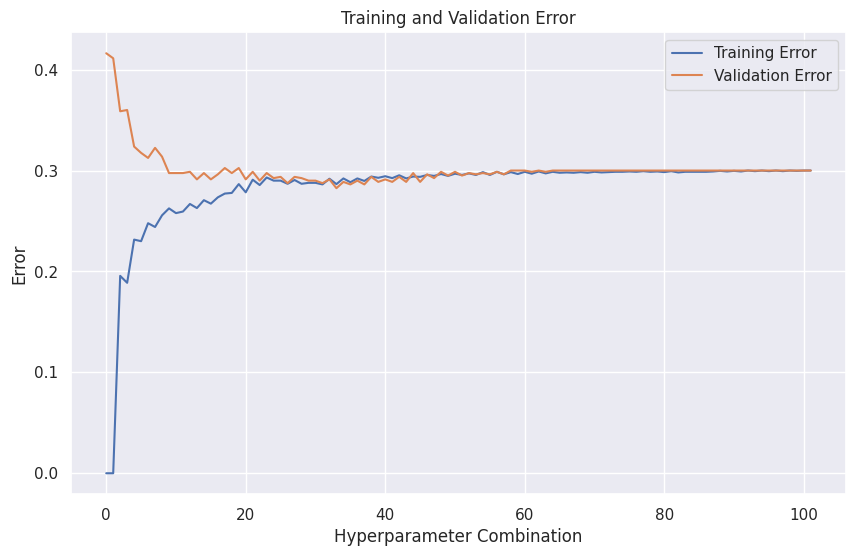 Training and Validation Error
Training Error
Validation Error
Error
0.4
0.3
0.2
0.1
0.0
0
20
40
60
80
100
Hyperparameter Combination